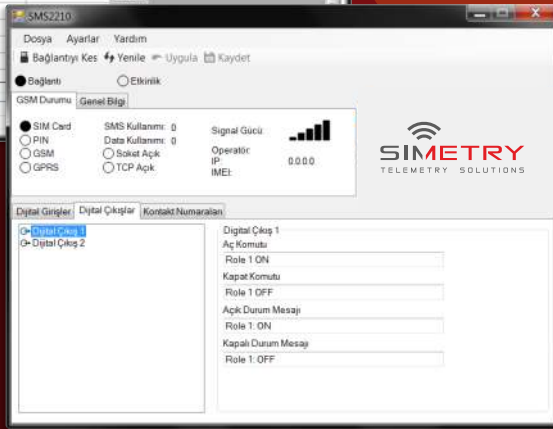 SMS2210
Dosya Ayarlar Yardım
Bağlantıyı Kes Yenile Uygula Kaydet
Bağlantı Etkinlik
GSM Durumu Genel Bilgi
SIM Card SMS Kullanımı: 0 Signal Gücü:
PIN Data Kullanımı: 0
GSM Soket Açık Operatör:
GPRS TCP Açık IP: 0.0.0.0
IMEI:
SIMETRY
TELEMETRY SOLUTIONS
Dijital Girişler Dijital Çıkışlar Kontakt Numaraları
Dijital Çıkış 1
Dijital Çıkış 2
Digital Çıkış 1
Aç Komutu
Role 1 ON
Kapat Komutu
Role 1 OFF
Açık Durum Mesajı
Role 1: ON
Kapalı Durum Mesajı
Role 1: OFF